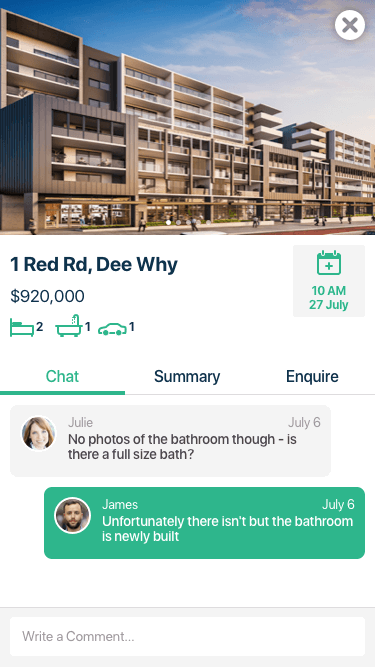 1 Red Rd, Dee Why
$920,000
2 1 1
10 AM
27 July
Chat Summary Enquire
Julie July 6
No photos of the bathroom though - is
there a full size bath?
James July 6
Unfortunately there isn't but the bathroom
is newly built
Write a Comment...